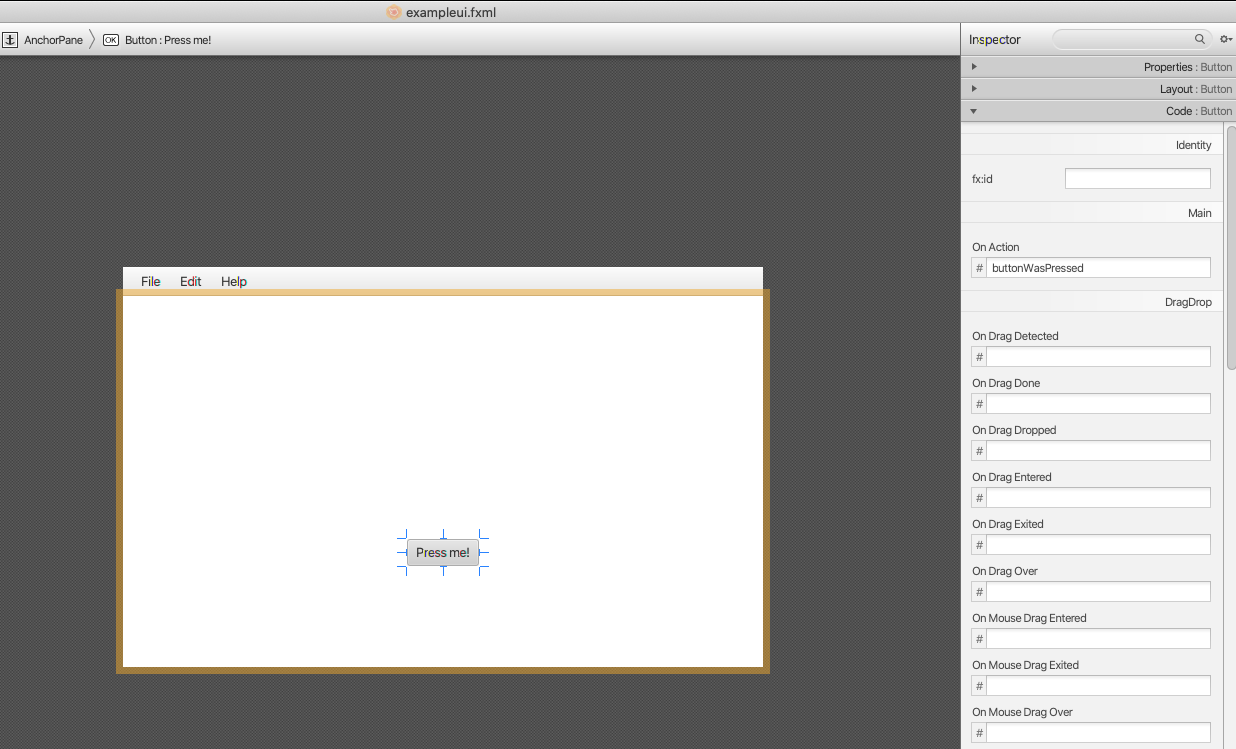 exampleui.fxml
AnchorPane
OK Button : Press me!
Inspector
Properties : Button
Layout : Button
Code : Button
Identity
fx:id
Main
On Action
# buttonWasPressed
DragDrop
On Drag Detected
#
On Drag Done
#
On Drag Dropped
#
On Drag Entered
#
On Drag Exited
#
On Drag Over
#
On Mouse Drag Entered
#
On Mouse Drag Exited
#
On Mouse Drag Over
#
File Edit Help
Press me!